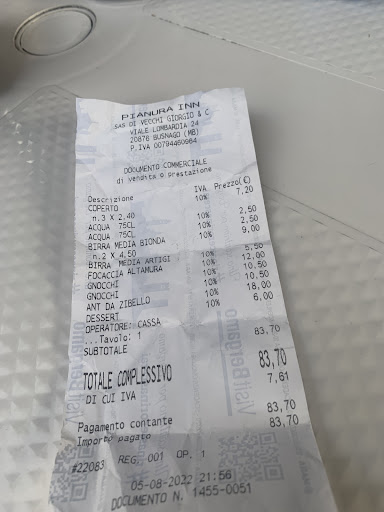 PIANURA INN
SAS DI VECCHI GIORGIO & C
VIALE LOMBARDIA 24
20876 BUSNAGO (MB)
P.IVA 00794460964
DOCUMENTO COMMERCIALE
di vendita o prestazione
Descrizione IVA Prezzo(€)
COPERTO 10% 7,20
n.3 X 2,40
ACQUA 75CL 10% 2,50
ACQUA 75CL 10% 2,50
BIRRA MEDIA BIONDA 10% 9,00
n.2 X 4,50
BIRRA MEDIA ARTIGI 10% 5,50
FOCACCIA ALTAMURA 10% 12,00
GNOCCHI 10% 10,50
GNOCCHI 10% 10,50
ANT DA ZIBELLO 10% 18,00
DESSERT 10% 6,00
OPERATORE: CASSA
...Tavolo: 1
SUBTOTALE 83,70
TOTALE COMPLESSIVO 83,70
DI CUI IVA 7,61
Pagamento contante 83,70
Importo pagato 83,70
#22083 REG. 001 OP. 1
05-08-2022 21:56
DOCUMENTO N. 1455-0051
VisitBergamo